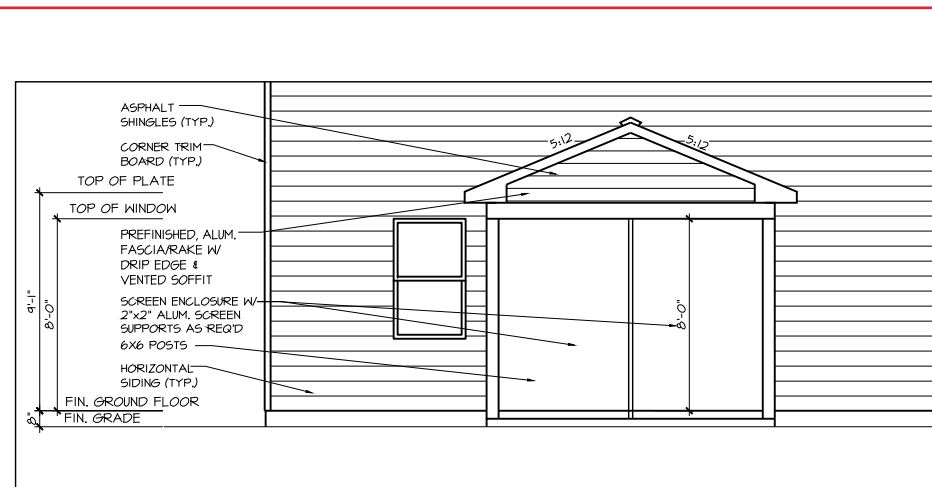 ASPHALT
SHINGLES (TYP.)
5:12
5:12
CORNER TRIM
BOARD (TYP.)
TOP OF PLATE
TOP OF WINDOW
PREFINISHED, ALUM.
FASCIA/RAKE W/
DRIP EDGE &
VENTED SOFFIT
9'-1"
8'-0"
SCREEN ENCLOSURE W/
2"x2" ALUM. SCREEN
SUPPORTS AS REQ'D
8'-0"
6X6 POSTS
HORIZONTAL
SIDING (TYP.)
FIN. GROUND FLOOR
8"
FIN. GRADE